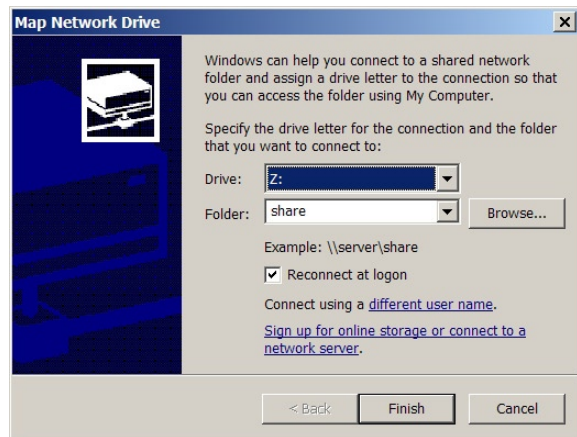 Map Network Drive
Windows can help you connect to a shared network
folder and assign a drive letter to the connection so that
you can access the folder using My Computer.
Specify the drive letter for the connection and the folder
that you want to connect to:
Drive: Z:
Folder: share Browse...
Example: \\server\share
Reconnect at logon
Connect using a different user name.
Sign up for online storage or connect to a
network server.
< Back Finish Cancel